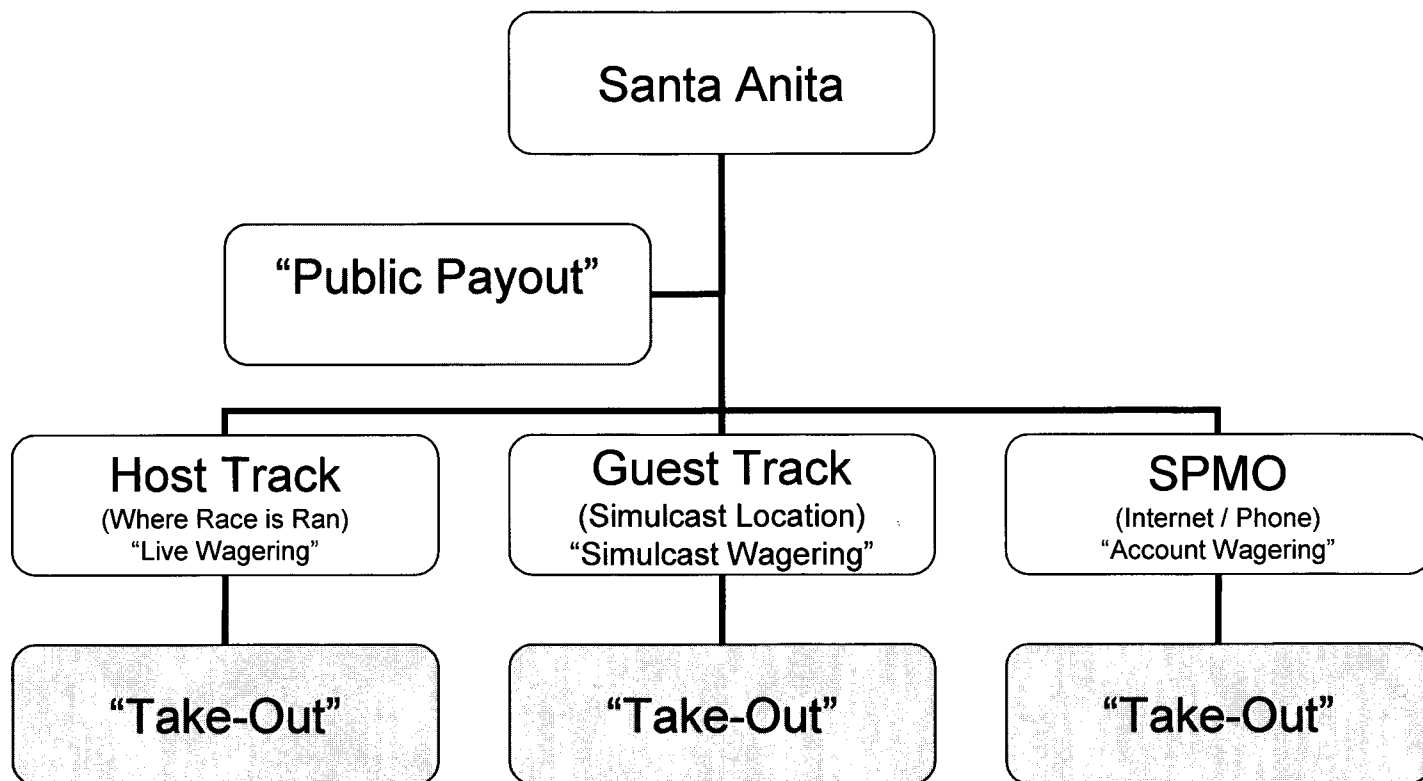 Santa Anita
“Public Payout”
Host Track
(Where Race is Ran)
“Live Wagering”
Guest Track
(Simulcast Location)
“Simulcast Wagering”
SPMO
(Internet / Phone)
“Account Wagering”
“Take-Out”
“Take-Out”
“Take-Out”